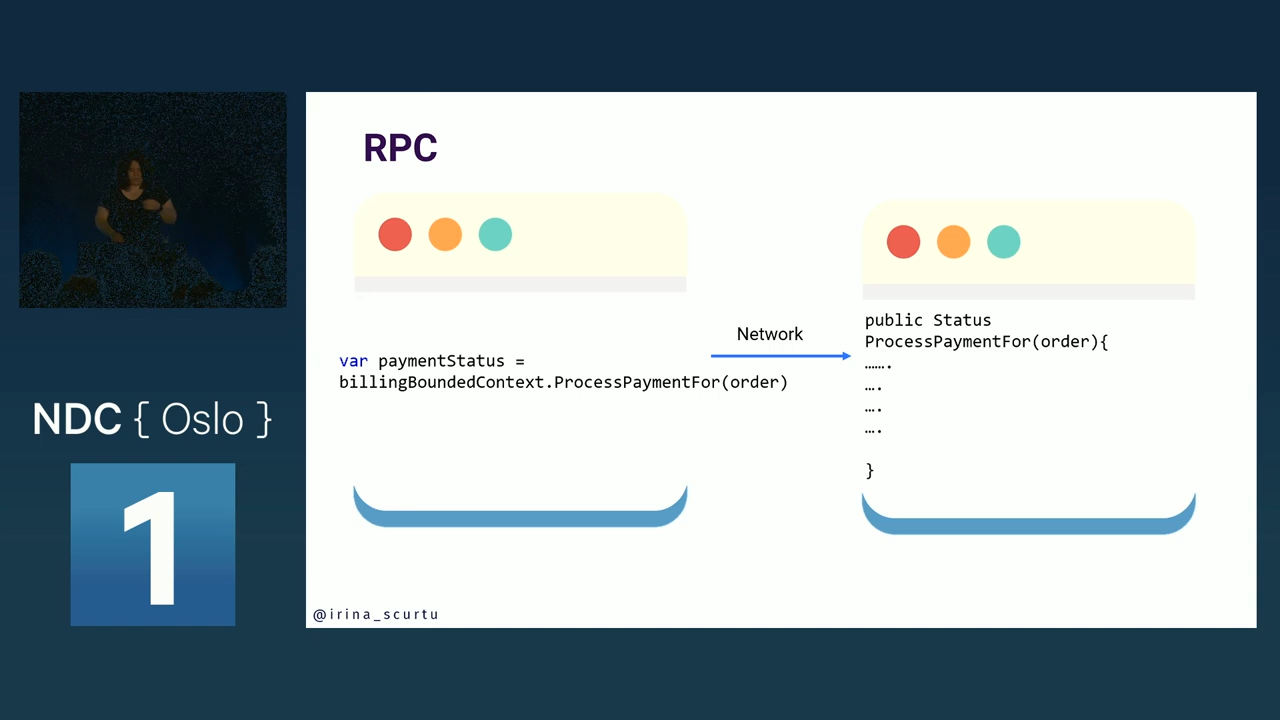 RPC
Network
var paymentStatus =
billingBoundedContext.ProcessPaymentFor(order)
public Status
ProcessPaymentFor(order){
…….
….
….
….
}
NDC { Oslo }
1
@irina_scurtu